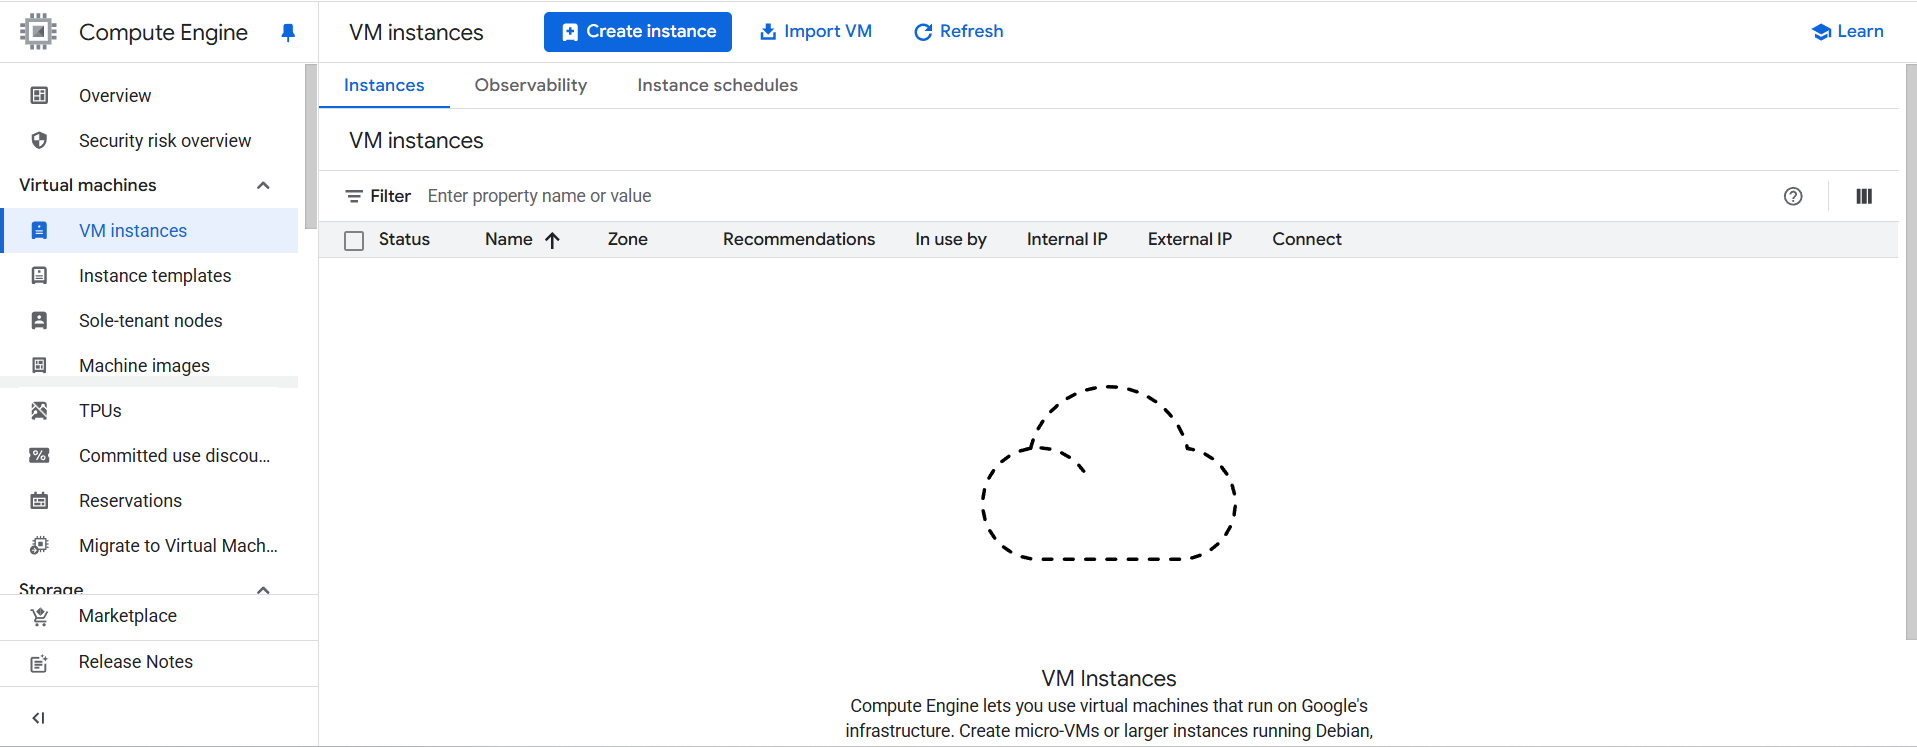 Compute Engine
VM instances
Create instance
Import VM
Refresh
Learn
Overview
Security risk overview
Virtual machines
VM instances
Instance templates
Sole-tenant nodes
Machine images
TPUs
Committed use discou...
Reservations
Migrate to Virtual Mach...
Storage
Marketplace
Release Notes
Instances
Observability
Instance schedules
VM instances
Filter Enter property name or value
Status Name Zone Recommendations In use by Internal IP External IP Connect
VM Instances
Compute Engine lets you use virtual machines that run on Google's
infrastructure. Create micro-VMs or larger instances running Debian,